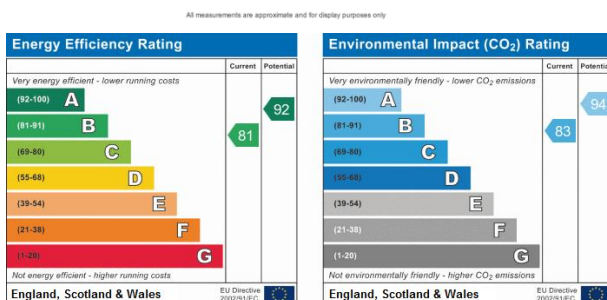 All measurements are approximate and for display purposes only
Energy Efficiency Rating
Current Potential
Very energy efficient - lower running costs
(92-100) A
92
(81-91) B
81
(69-80) C
(55-68) D
(39-54) E
(21-38) F
(1-20) G
Not energy efficient - higher running costs
England, Scotland & Wales
EU Directive
2002/91/EC
Environmental Impact (CO2) Rating
Current Potentia
Very environmentally friendly - lower CO2 emissions
(92-100) A
94
(81-91) B
83
(69-80) C
(55-68) D
(39-54) E
(21-38) F
(1-20) G
Not environmentally friendly - higher CO2 emissions
England, Scotland & Wales
EU Directive
2002/91/EC